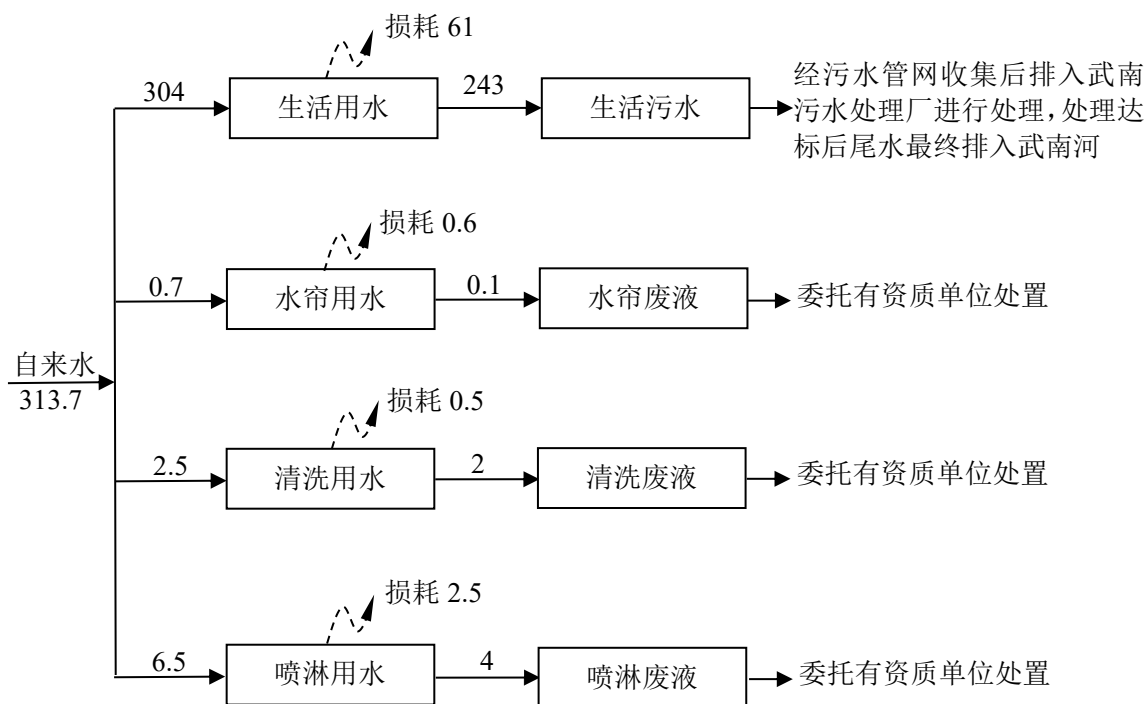 损耗 61
304
生活用水
243
生活污水
经污水管网收集后排入武南
污水处理厂进行处理，处理达
标后尾水最终排入武南河
损耗 0.6
0.7
水帘用水
0.1
水帘废液
委托有资质单位处置
自来水
313.7
损耗 0.5
2.5
清洗用水
2
清洗废液
委托有资质单位处置
损耗 2.5
6.5
喷淋用水
4
喷淋废液
委托有资质单位处置